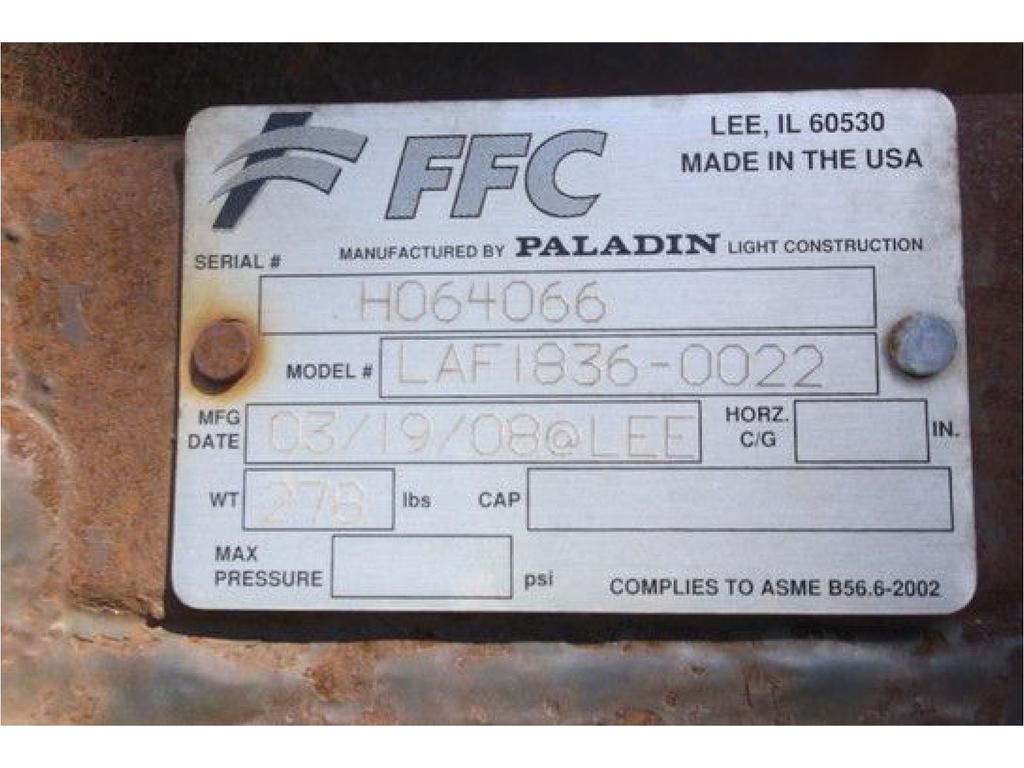 FFC
LEE, IL 60530
MADE IN THE USA
MANUFACTURED BY PALADIN LIGHT CONSTRUCTION
SERIAL # H064066
MODEL # LAF1836-0022
MFG DATE 03/19/08@LEE HORZ. C/G IN.
WT 278 lbs CAP
MAX PRESSURE psi
COMPLIES TO ASME B56.6-2002